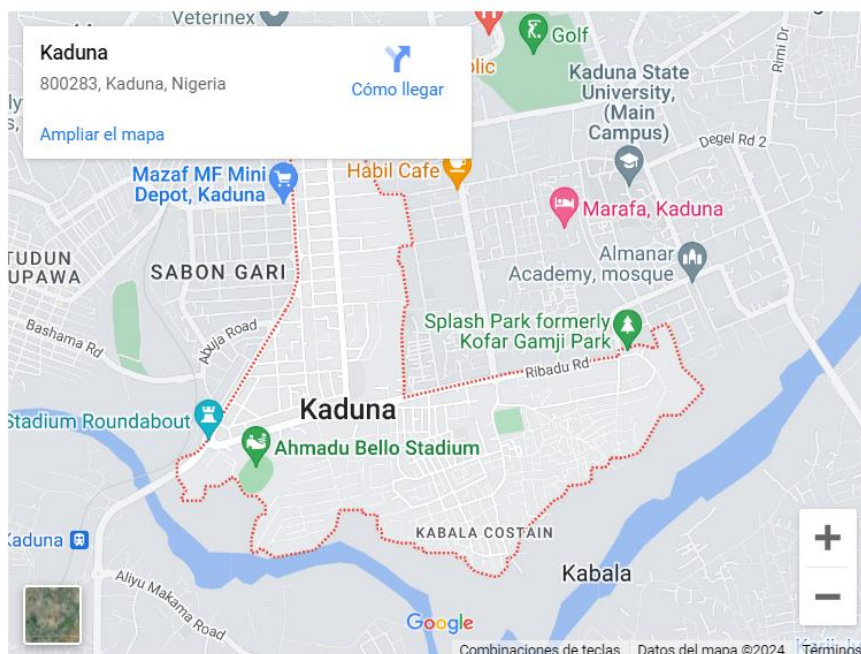 Veterinex
Kaduna
800283, Kaduna, Nigeria
Cómo llegar
Ampliar el mapa
Golf
Rimi Dr.
Kaduna State
University,
(Main
Campus)
Degel Rd 2
Mazaf MF Mini
Depot, Kaduna
Habil Cafe
Marafa, Kaduna
SABON GARI
Almanar
Academy, mosque
Abuja Road
Bashama Rd
Splash Park formerly
Kofar Gamji Park
Ribadu Rd
Kaduna
Stadium Roundabout
Ahmadu Bello Stadium
KABALA COSTAIN
Kaduna
Kabala
Aliyu Makama Road
Google
Combinaciones de teclas Datos del mapa ©2024 Términos